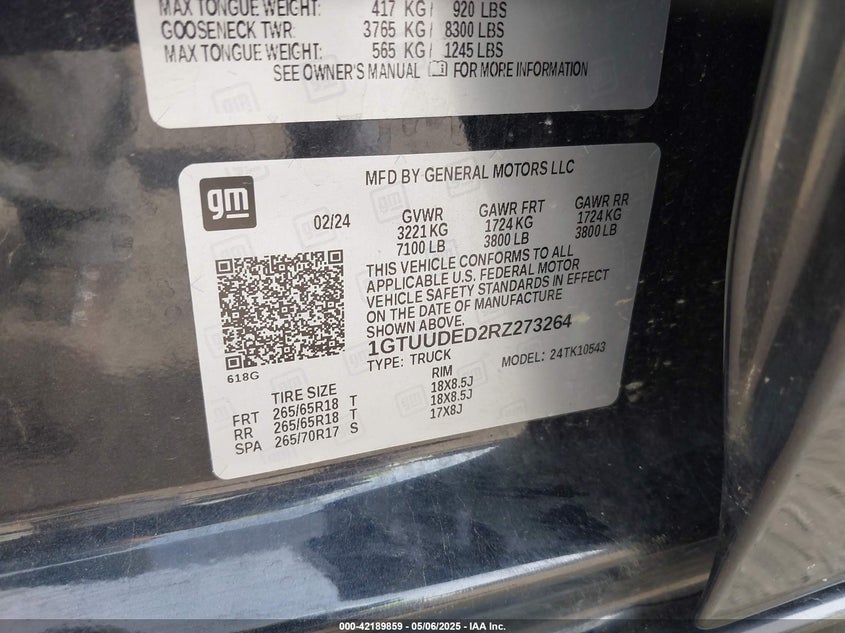 MAX TONGUE WEIGHT: 417 KG / 920 LBS
GOOSENECK TWR: 3765 KG / 8300 LBS
MAX TONGUE WEIGHT: 565 KG / 1245 LBS
SEE OWNER'S MANUAL FOR MORE INFORMATION
gm
MFD BY GENERAL MOTORS LLC
02/24 GVWR GAWR FRT GAWR RR
3221 KG 1724 KG 1724 KG
7100 LB 3800 LB 3800 LB
THIS VEHICLE CONFORMS TO ALL
APPLICABLE U.S. FEDERAL MOTOR
VEHICLE SAFETY STANDARDS IN EFFECT
ON THE DATE OF MANUFACTURE
SHOWN ABOVE.
1GTUUDED2RZ273264
TYPE: TRUCK MODEL: 24TK10543
618G
TIRE SIZE RIM
FRT 265/65R18 T 18X8.5J
RR 265/65R18 T 18X8.5J
SPA 265/70R17 S 17X8J
000-42189859 - 05/06/2025 - IAA Inc.